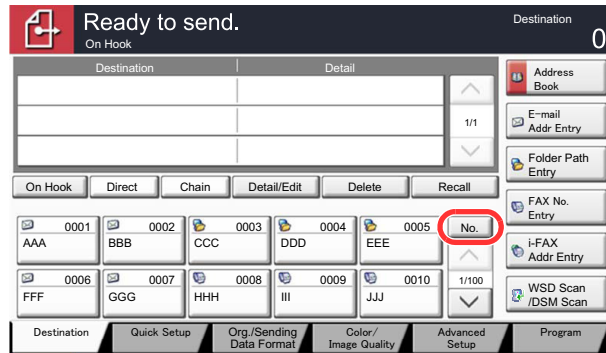 Ready to send.
Destination
0
On Hook
Destination Detail
1/1
Address
Book
E-mail
Addr Entry
Folder Path
Entry
FAX No.
Entry
i-FAX
Addr Entry
WSD Scan
/DSM Scan
On Hook Direct Chain Detail/Edit Delete Recall
0001 0002 0003 0004 0005 No.
AAA BBB CCC DDD EEE
0006 0007 0008 0009 0010 1/100
FFF GGG HHH III JJJ
Destination Quick Setup Org./Sending
Data Format Color/
Image Quality Advanced
Setup Program